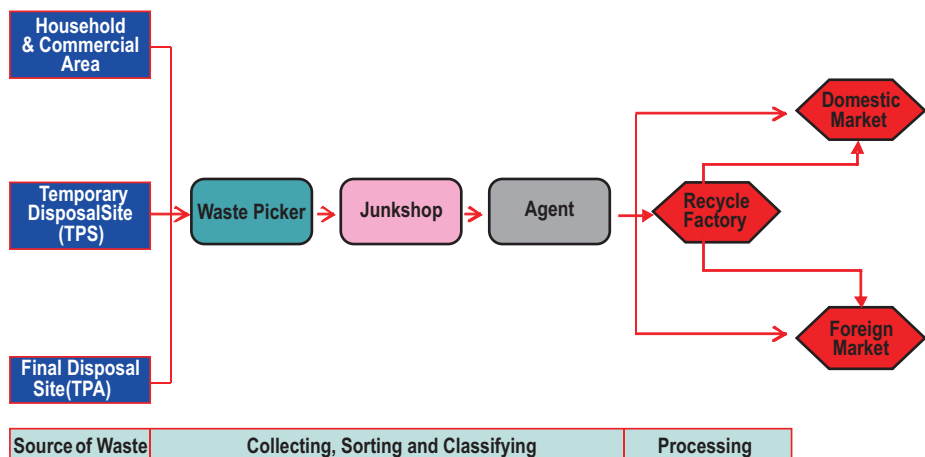 Household
& Commercial
Area
Temporary
DisposalSite
(TPS)
Final Disposal
Site(TPA)
Waste Picker
Junkshop
Agent
Recycle
Factory
Domestic
Market
Foreign
Market
Source of Waste
Collecting, Sorting and Classifying
Processing